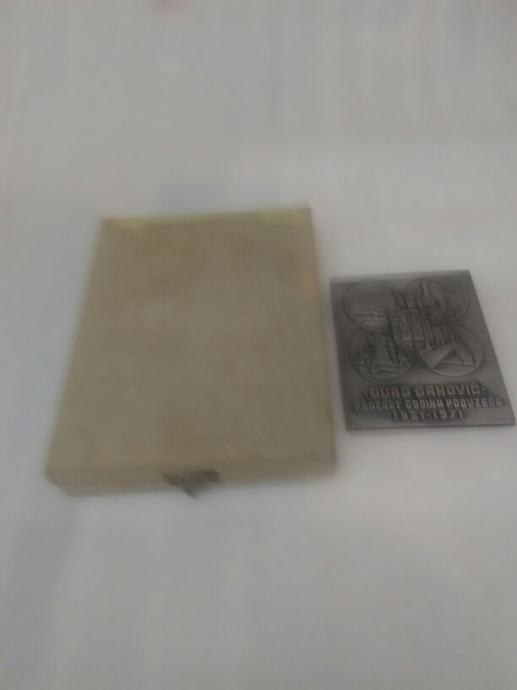 "ĐURO ĐAKOVIĆ"
PEDESET GODINA PODUZEĆA
1921-1971